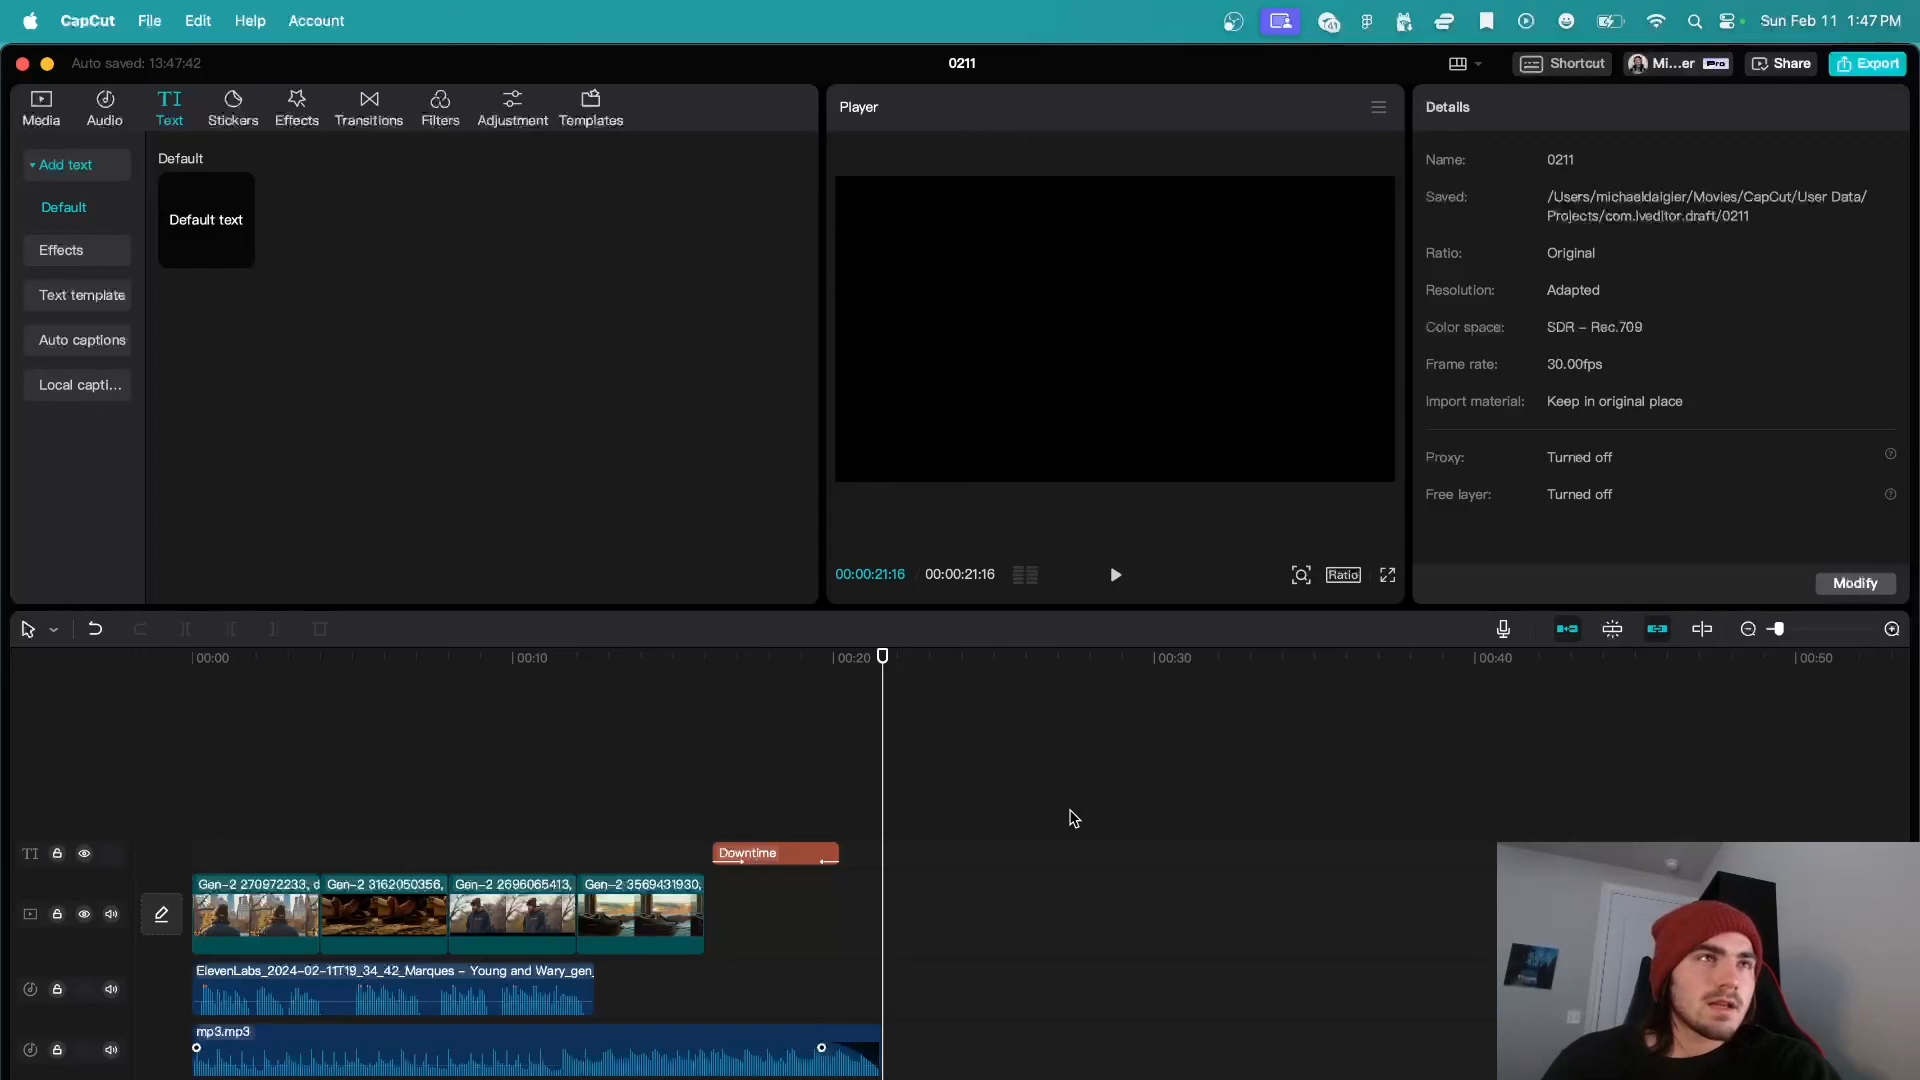 CapCut File Edit Help Account
Sun Feb 11 1:47 PM
Auto saved: 13:47:42
0211
Shortcut
Mi...er Pro
Share
Export
Media Audio Text Stickers Effects Transitions Filters Adjustment Templates
Add text
Default
Effects
Text template
Auto captions
Local capti...
Default
Default text
Player
00:00:21:16 00:00:21:16
Ratio
Details
Name: 0211
Saved: /Users/michaeldaigler/Movies/CapCut/User Data/
Projects/com.lveditor.draft/0211
Ratio: Original
Resolution: Adapted
Color space: SDR – Rec.709
Frame rate: 30.00fps
Import material: Keep in original place
Proxy: Turned off
Free layer: Turned off
Modify
00:00 00:10 00:20 00:30 00:40 00:50
TI
Downtime
Gen-2 270972233, d Gen-2 3162050356, Gen-2 2696065413, Gen-2 3569431930,
ElevenLabs_2024-02-11T19_34_42_Marques – Young and Wary_gen_
mp3.mp3